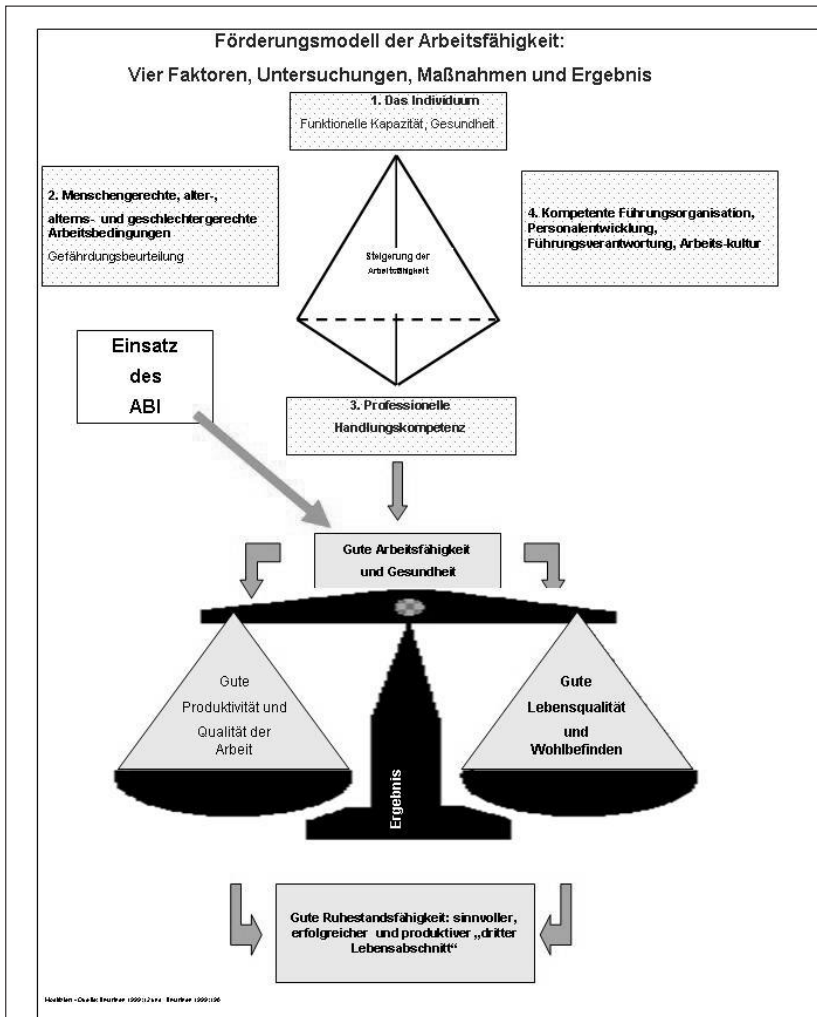 Förderungsmodell der Arbeitsfähigkeit:
Vier Faktoren, Untersuchungen, Maßnahmen und Ergebnis
1. Das Individuum
Funktionelle Kapazität, Gesundheit
2. Menschengerechte, alter-,
alterns- und geschlechtergerechte
Arbeitsbedingungen
Gefährdungsbeurteilung
4. Kompetente Führungsorganisation,
Personalentwicklung,
Führungsverantwortung, Arbeits-kultur
Steigerung der
Arbeitsfähigkeit
Einsatz
des
ABI
3. Professionelle
Handlungskompetenz
Gute Arbeitsfähigkeit
und Gesundheit
Gute
Produktivität und
Qualität der
Arbeit
Gute
Lebensqualität
und
Wohlbefinden
Ergebnis
Gute Ruhestandsfähigkeit: sinnvoller,
erfolgreicher und produktiver „dritter
Lebensabschnitt“